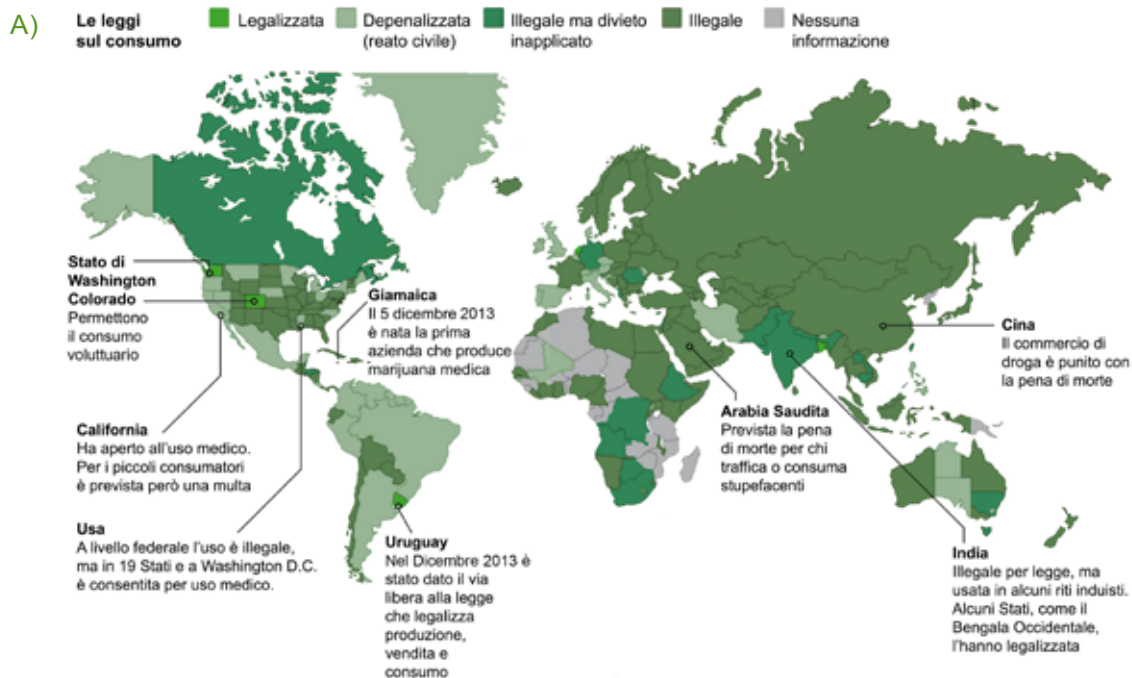 A)
Le leggi
sul consumo
Legalizzata
Depenalizzata
(reato civile)
Illegale ma divieto
inapplicato
Illegale
Nessuna
informazione
Stato di
Washington
Colorado
Permettono
il consumo
voluttuario
Giamaica
Il 5 dicembre 2013
è nata la prima
azienda che produce
marijuana medica
Cina
Il commercio di
droga è punito con
la pena di morte
California
Ha aperto all'uso medico.
Per i piccoli consumatori
è prevista però una multa
Arabia Saudita
Prevista la pena
di morte per chi
traffica o consuma
stupefacenti
Usa
A livello federale l'uso è illegale,
ma in 19 Stati e a Washington D.C.
è consentita per uso medico.
Uruguay
Nel Dicembre 2013 è
stato dato il via
libera alla legge
che legalizza
produzione,
vendita e
consumo
India
Illegale per legge, ma
usata in alcuni riti induisti.
Alcuni Stati, come il
Bengala Occidentale,
l'hanno legalizzata